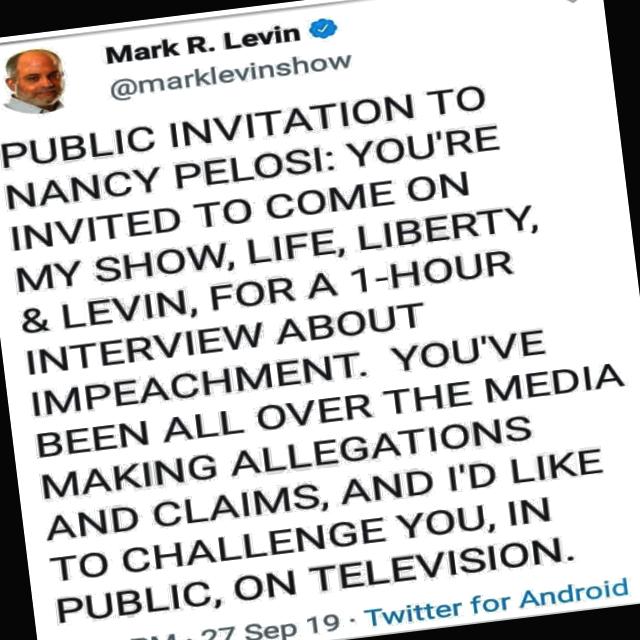 Mark R. Levin
@marklevinshow
PUBLIC INVITATION TO
NANCY PELOSI: YOU'RE
INVITED TO COME ON
MY SHOW, LIFE, LIBERTY,
& LEVIN, FOR A 1-HOUR
INTERVIEW ABOUT
IMPEACHMENT. YOU'VE
BEEN ALL OVER THE MEDIA
MAKING ALLEGATIONS
AND CLAIMS, AND I'D LIKE
TO CHALLENGE YOU, IN
PUBLIC, ON TELEVISION.
PM · 27 Sep 19 · Twitter for Android